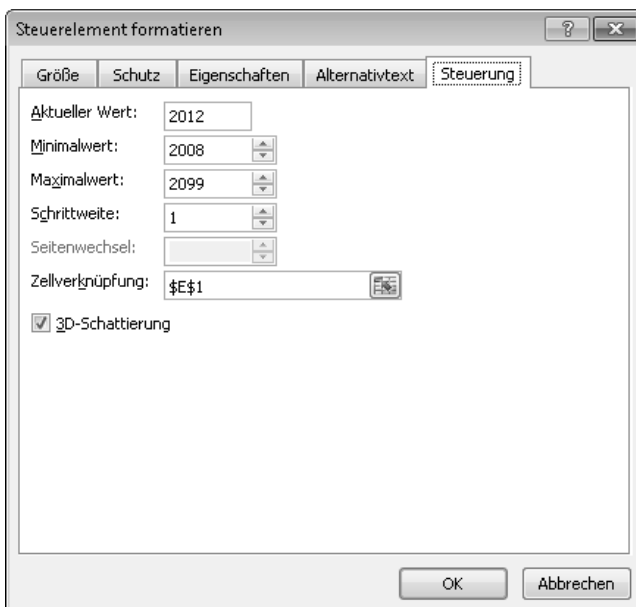 Steuerelement formatieren
Größe Schutz Eigenschaften Alternativtext Steuerung
Aktueller Wert: 2012
Minimalwert: 2008
Maximalwert: 2099
Schrittweite: 1
Seitenwechsel:
Zellverknüpfung: $E$1
3D-Schattierung
OK Abbrechen